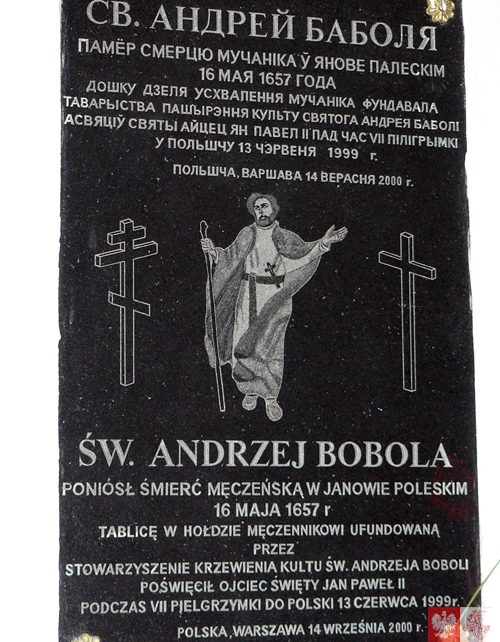 СВ. АНДРЕЙ БАБОЛЯ
ПАМЁР СМЕРЦЮ МУЧАНІКА Ў ЯНОВЕ ПАЛЕСКІМ
16 МАЯ 1657 ГОДА
ДОШКУ ДЗЕЛЯ УСХВАЛЕННЯ МУЧАНІКА ФУНДАВАЛА
ТАВАРЫСТВА ПАШЫРЭННЯ КУЛЬТУ СВЯТОГА АНДРЕЯ БАБОЛІ
АСВЯЦІЎ СВЯТЫ АЙЦЕЦ ЯН ПАВЕЛ II ПАД ЧАС VII ПІЛІГРЫМКІ
У ПОЛЬШЧУ 13 ЧЭРВЕНЯ 1999 г.
ПОЛЬШЧА, ВАРШАВА 14 ВЕРАСНЯ 2000 г.
ŚW. ANDRZEJ BOBOLA
PONIÓSŁ ŚMIERĆ MĘCZEŃSKĄ W JANOWIE POLESKIM
16 MAJA 1657 r
TABLICĘ W HOŁDZIE MĘCZENNIKOWI UFUNDOWANĄ
PRZEZ
STOWARZYSZENIE KRZEWIENIA KULTU ŚW. ANDRZEJA BOBOLI
POŚWIĘCIŁ OJCIEC ŚWIĘTY JAN PAWEŁ II
PODCZAS VII PJELGRZYMKI DO POLSKI 13 CZERWCA 1999r.
POLSKA, WARSZAWA 14 WRZEŚNIA 2000 r.